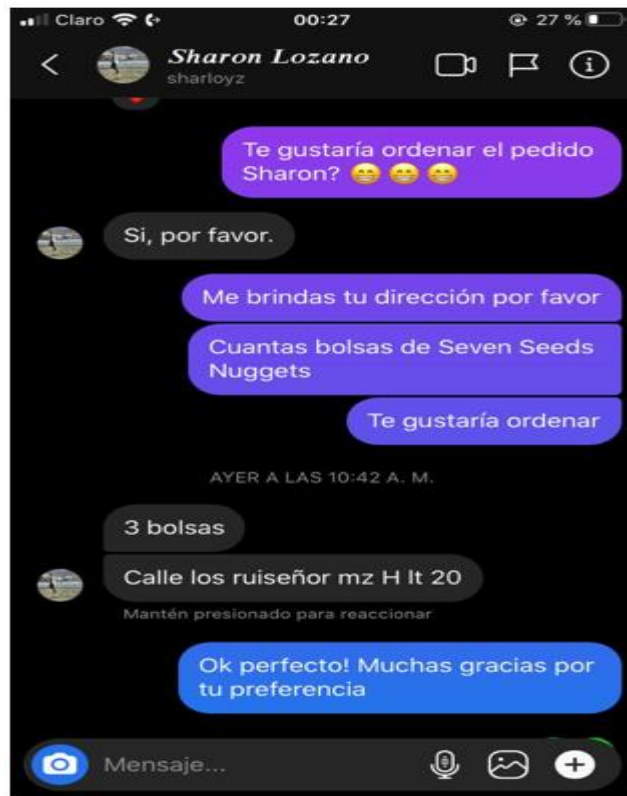 Claro 00:27 27 %
Sharon Lozano
sharloyz
Te gustaría ordenar el pedido
Sharon? 😁 😁 😁
Si, por favor.
Me brindas tu dirección por favor
Cuantas bolsas de Seven Seeds
Nuggets
Te gustaría ordenar
AYER A LAS 10:42 A. M.
3 bolsas
Calle los ruiseñor mz H lt 20
Mantén presionado para reaccionar
Ok perfecto! Muchas gracias por
tu preferencia
Mensaje...